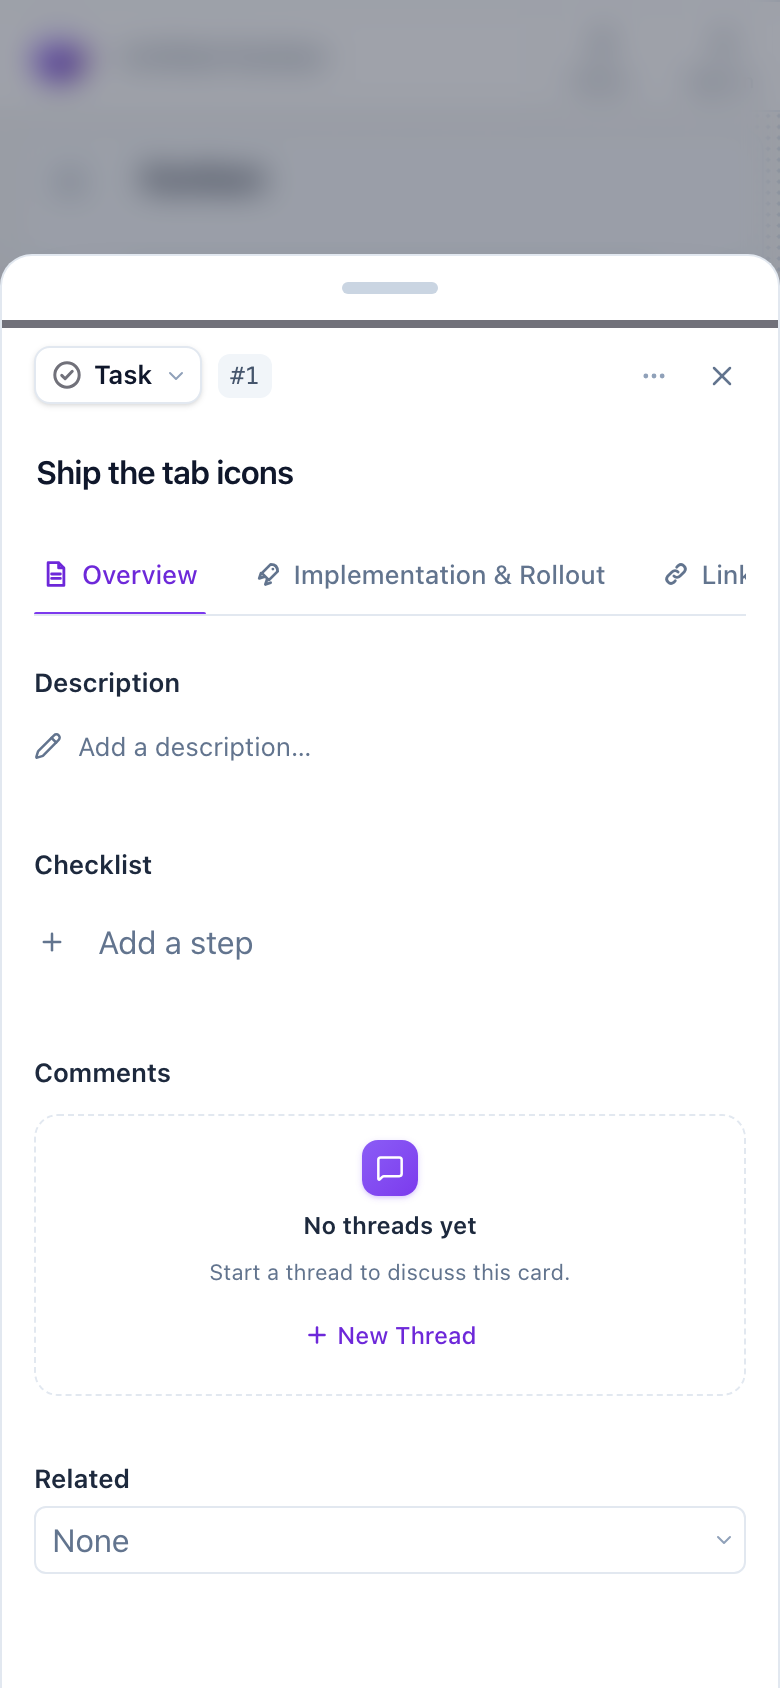 Task
#1
Ship the tab icons
Overview
Implementation & Rollout
Link
Description
Add a description...
Checklist
Add a step
Comments
No threads yet
Start a thread to discuss this card.
New Thread
Related
None